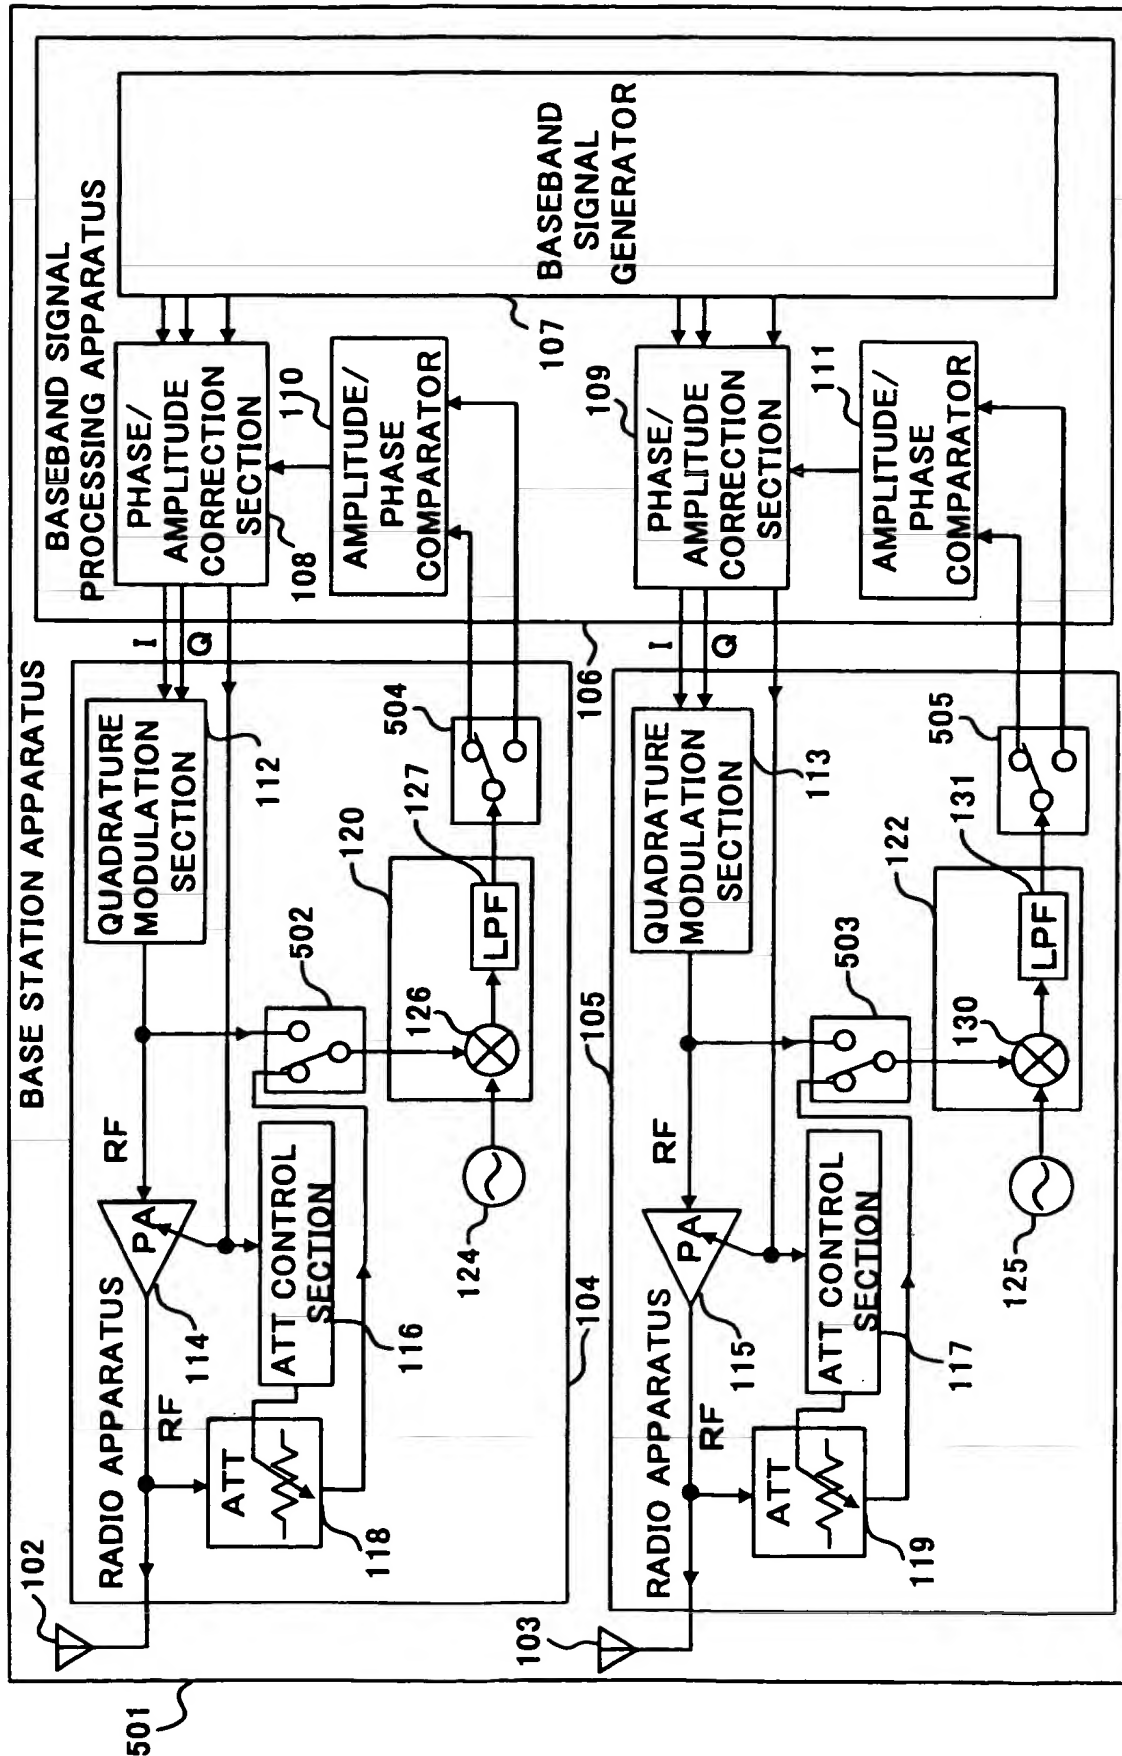 BASE STATION APPARATUS
501
BASEBAND SIGNAL
PROCESSING APPARATUS
106
BASEBAND
SIGNAL
GENERATOR
107
PHASE/
AMPLITUDE
CORRECTION
SECTION
108
AMPLITUDE/
PHASE
COMPARATOR
110
I
Q
RADIO APPARATUS
104
102
QUADRATURE
MODULATION
SECTION
112
RF
PA
114
RF
ATT
118
ATT CONTROL
SECTION
116
502
120
126
LPF
127
504
124
PHASE/
AMPLITUDE
CORRECTION
SECTION
109
AMPLITUDE/
PHASE
COMPARATOR
111
I
Q
RADIO APPARATUS
105
103
QUADRATURE
MODULATION
SECTION
113
RF
PA
115
RF
ATT
119
ATT CONTROL
SECTION
117
503
122
130
LPF
131
505
125